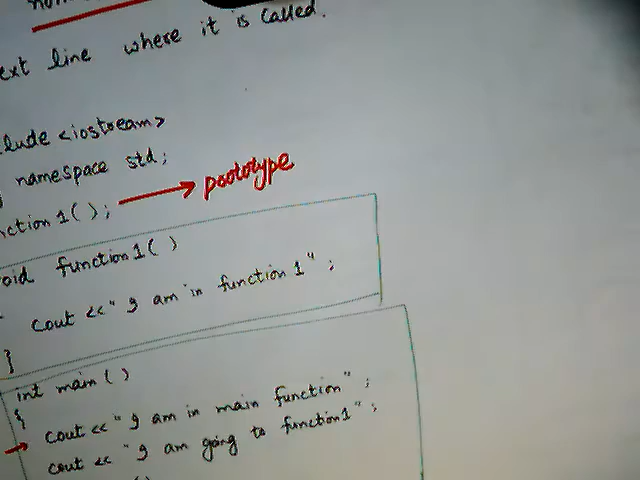 ext line where it is called.
lude <iostream>
namespace std;
nction1(); → prototype
oid function1()
cout << "I am in function 1" ;
}
int main ( )
{
cout << " I am in main function" ;
cout << " I am going to function1" ;